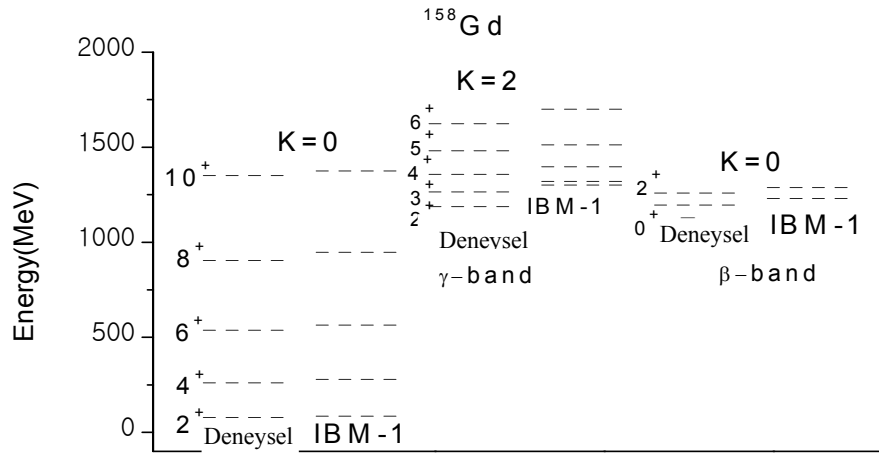 ¹⁵⁸Gd
Energy(MeV)
2000
1500
1000
500
0
K=0
10⁺
8⁺
6⁺
4⁺
2⁺
Deneysel
IBM-1
K=2
6⁺
5⁺
4⁺
3⁺
2⁺
Denevsel
IBM-1
γ-band
K=0
2⁺
0⁺
Deneysel
IBM-1
β-band